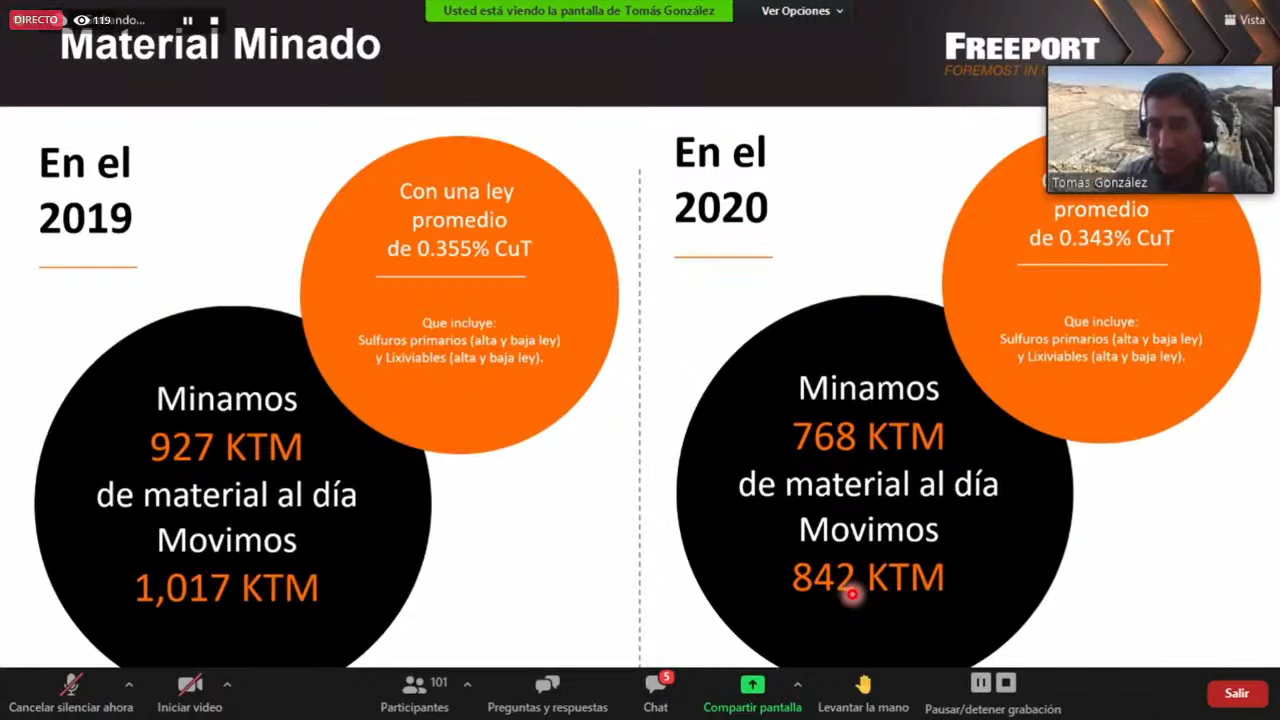 DIRECTO
119
Usted está viendo la pantalla de Tomás González
Ver Opciones
Vista
Material Minado
FREEPORT
FOREMOST IN
Tomás González
En el
2019
Con una ley
promedio
de 0.355% CuT
Que incluye:
Sulfuros primarios (alta y baja ley)
y Lixiviables (alta y baja ley).
Minamos
927 KTM
de material al día
Movimos
1,017 KTM
En el
2020
promedio
de 0.343% CuT
Que incluye:
Sulfuros primarios (alta y baja ley)
y Lixiviables (alta y baja ley).
Minamos
768 KTM
de material al día
Movimos
842 KTM
Cancelar silenciar ahora
Iniciar video
101
Participantes
Preguntas y respuestas
5
Chat
Compartir pantalla
Levantar la mano
Pausar/detener grabación
Salir